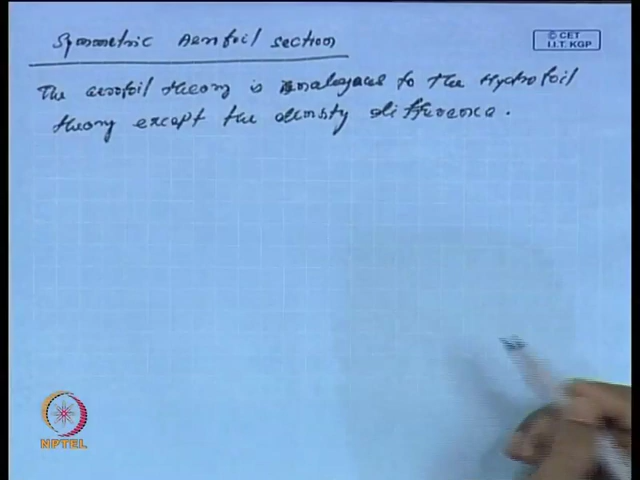 Symmetric Aerofoil section
© CET
I.I.T. KGP
The aerofoil theory is analogous to the Hydrofoil
theory except the density difference.
NPTEL